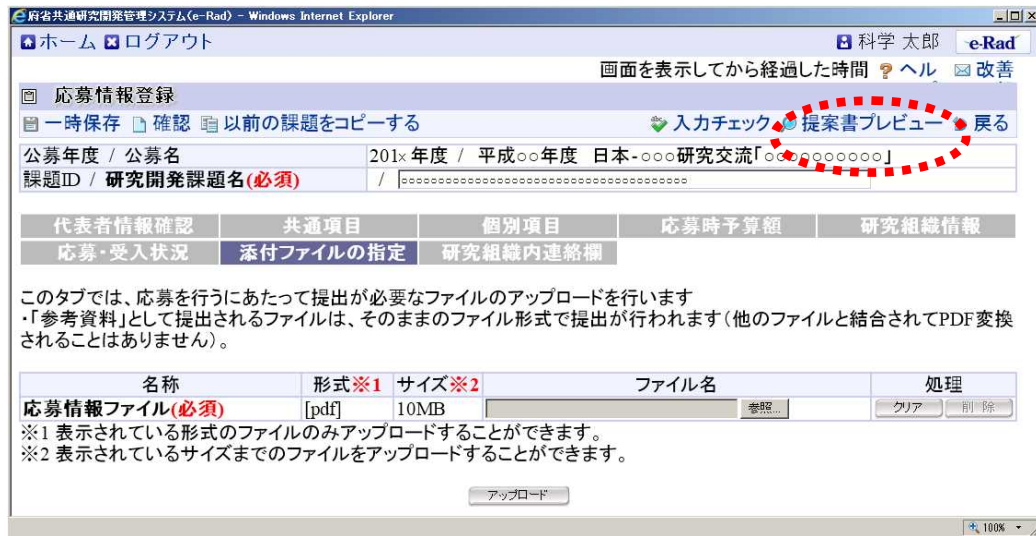 府省共通研究開発管理システム(e-Rad) - Windows Internet Explorer
ホーム ログアウト 科学 太郎 e-Rad
画面を表示してから経過した時間 ヘル 改善
応募情報登録
一時保存 確認 以前の課題をコピーする 入力チェック 提案書プレビュー 戻る
公募年度 / 公募名 201×年度 / 平成○○年度 日本-○○○研究交流「○○○○○○○○○○」
課題ID / 研究開発課題名(必須) /
代表者情報確認 共通項目 個別項目 応募時予算額 研究組織情報
応募・受入状況 添付ファイルの指定 研究組織内連絡欄
このタブでは、応募を行うにあたって提出が必要なファイルのアップロードを行います
・「参考資料」として提出されるファイルは、そのままのファイル形式で提出が行われます(他のファイルと結合されてPDF変換
されることはありません)。
名称 形式※1 サイズ※2 ファイル名 処理
応募情報ファイル(必須) [pdf] 10MB 参照... クリア 削除
※1 表示されている形式のファイルのみアップロードすることができます。
※2 表示されているサイズまでのファイルをアップロードすることができます。
アップロード
100%